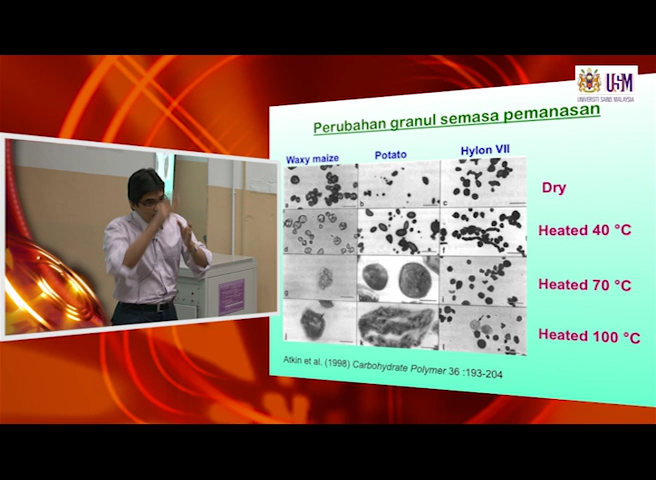 USM
UNIVERSITI SAINS MALAYSIA
Perubahan granul semasa pemanasan
Waxy maize Potato Hylon VII
a b c
Dry
d f
Heated 40 °C
g
Heated 70 °C
Heated 100 °C
Atkin et al. (1998) Carbohydrate Polymer 36 :193-204